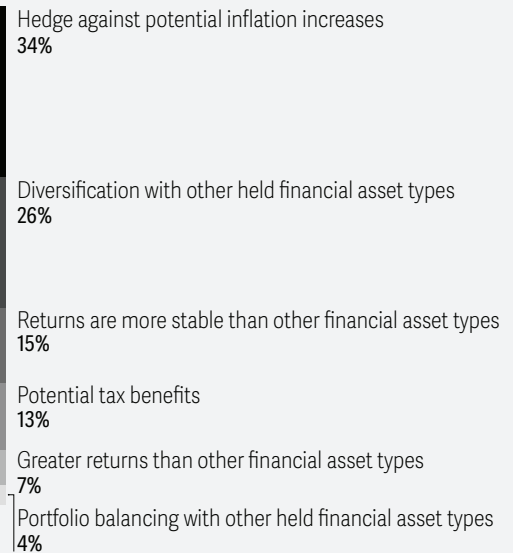 Hedge against potential inflation increases
34%
Diversification with other held financial asset types
26%
Returns are more stable than other financial asset types
15%
Potential tax benefits
13%
Greater returns than other financial asset types
7%
Portfolio balancing with other held financial asset types
4%